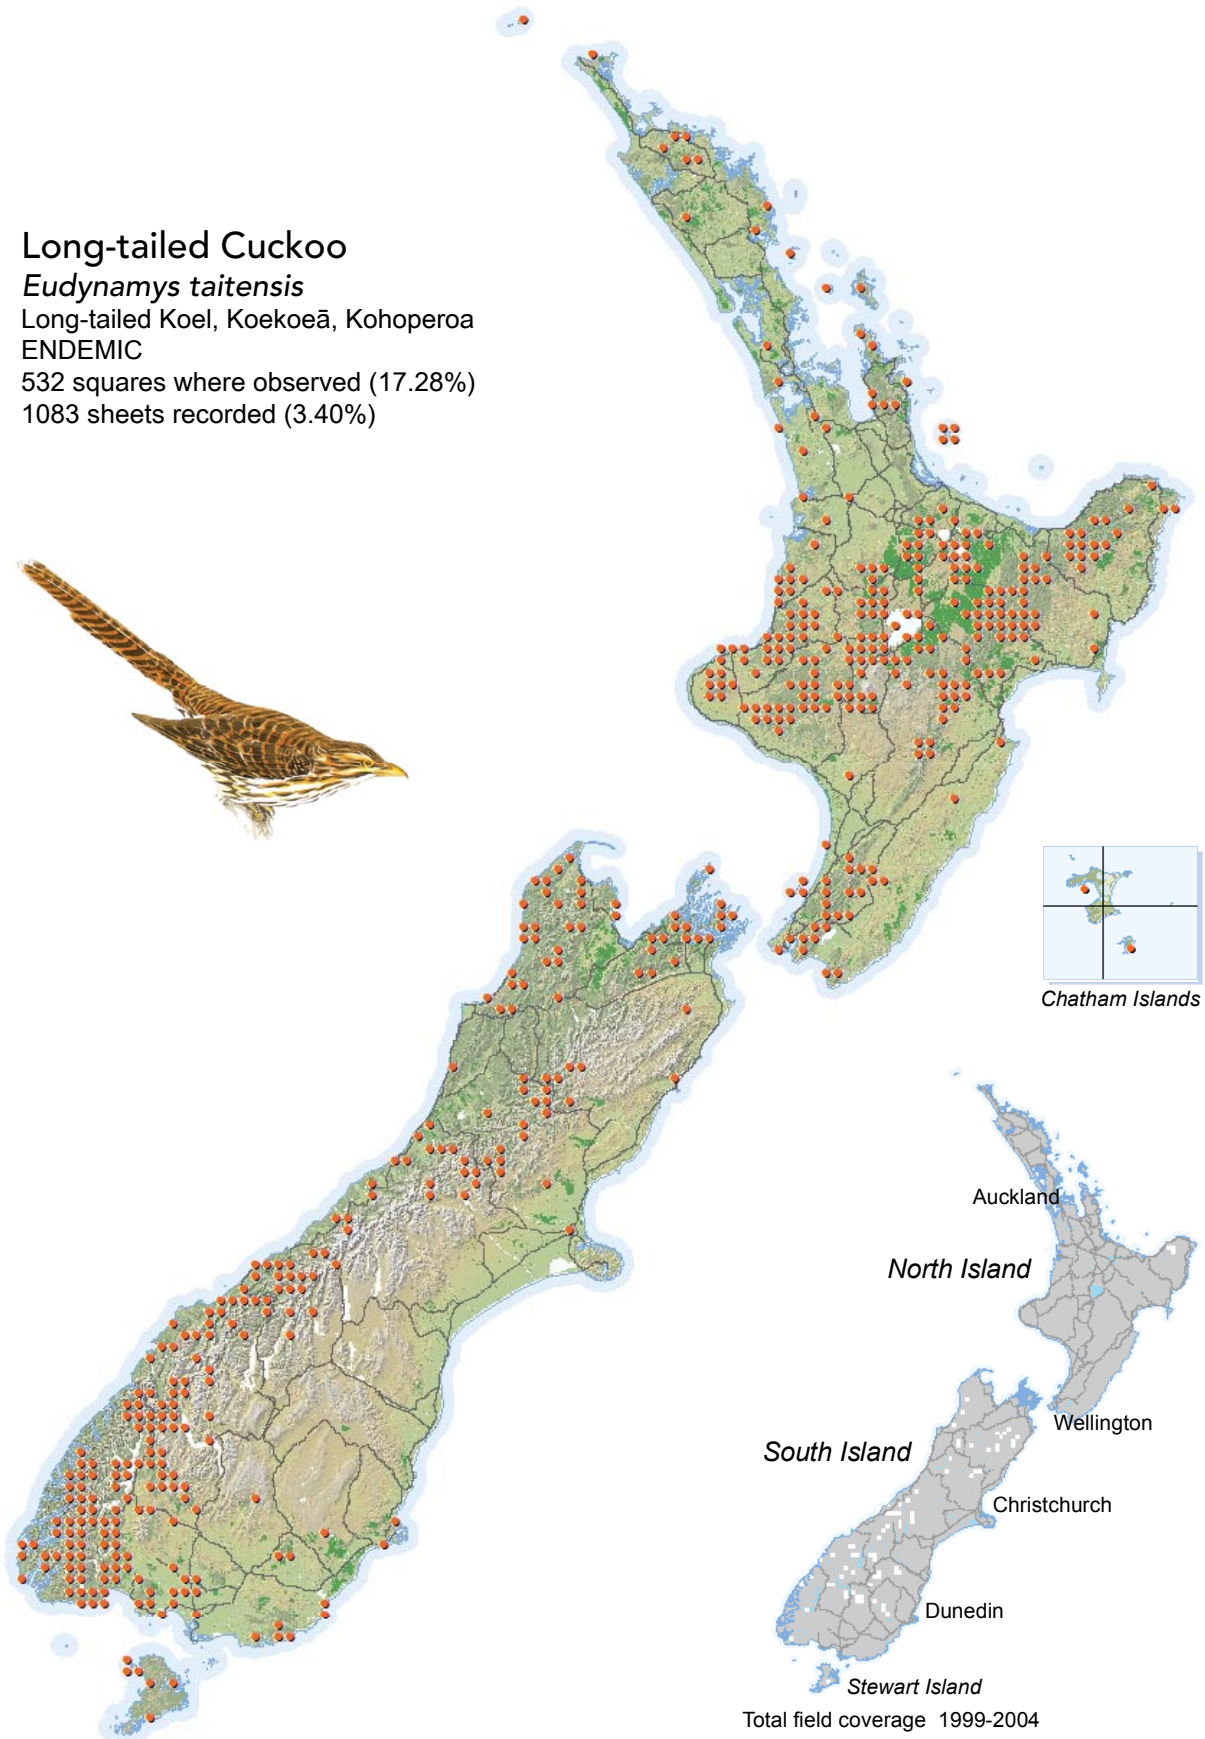 Long-tailed Cuckoo
Eudynamys taitensis
Long-tailed Koel, Koekoeā, Kohoperoa
ENDEMIC
532 squares where observed (17.28%)
1083 sheets recorded (3.40%)
Chatham Islands
Auckland
North Island
Wellington
South Island
Christchurch
Dunedin
Stewart Island
Total field coverage 1999-2004